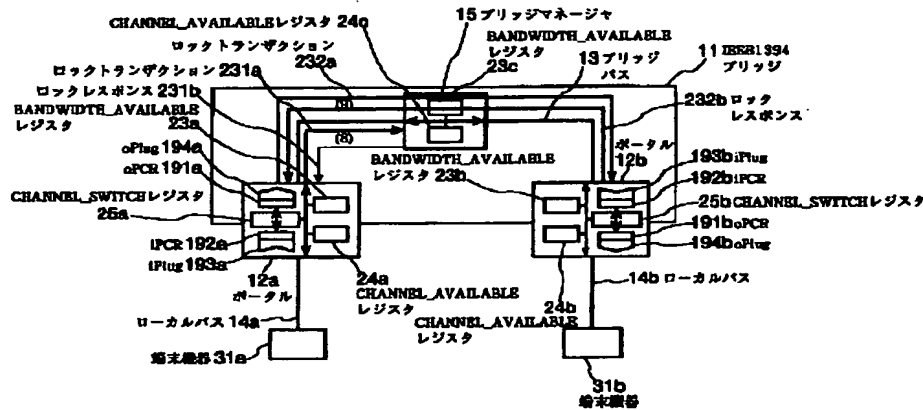 CHANNEL_AVAILABLEレジスタ 24c
15 ブリッジマネージャ
ロックトランザクション
232a
BANDWIDTH_AVAILABLE
レジスタ
23c
11 IEEE1394
ブリッジ
ロックトランザクション 231a
ロックレスポンス 231b
13 ブリッジ
バス
BANDWIDTH_AVAILABLE
レジスタ
23a
(9)
(8)
232b ロック
レスポンス
oPlug 194a
oPCR 191a
BANDWIDTH_AVAILABLE
レジスタ 23b
ポータル
12b
193b iPlug
192b iPCR
CHANNEL_SWITCHレジスタ
25a
25b CHANNEL_SWITCHレジスタ
iPCR 192a
iPlug 193a
191b oPCR
194b oPlug
12a
ポータル
24a
CHANNEL_AVAILABLE
レジスタ
24b
CHANNEL_AVAILABLE
レジスタ
14b ローカルバス
ローカルバス 14a
端末機器 31a
31b
端末機器